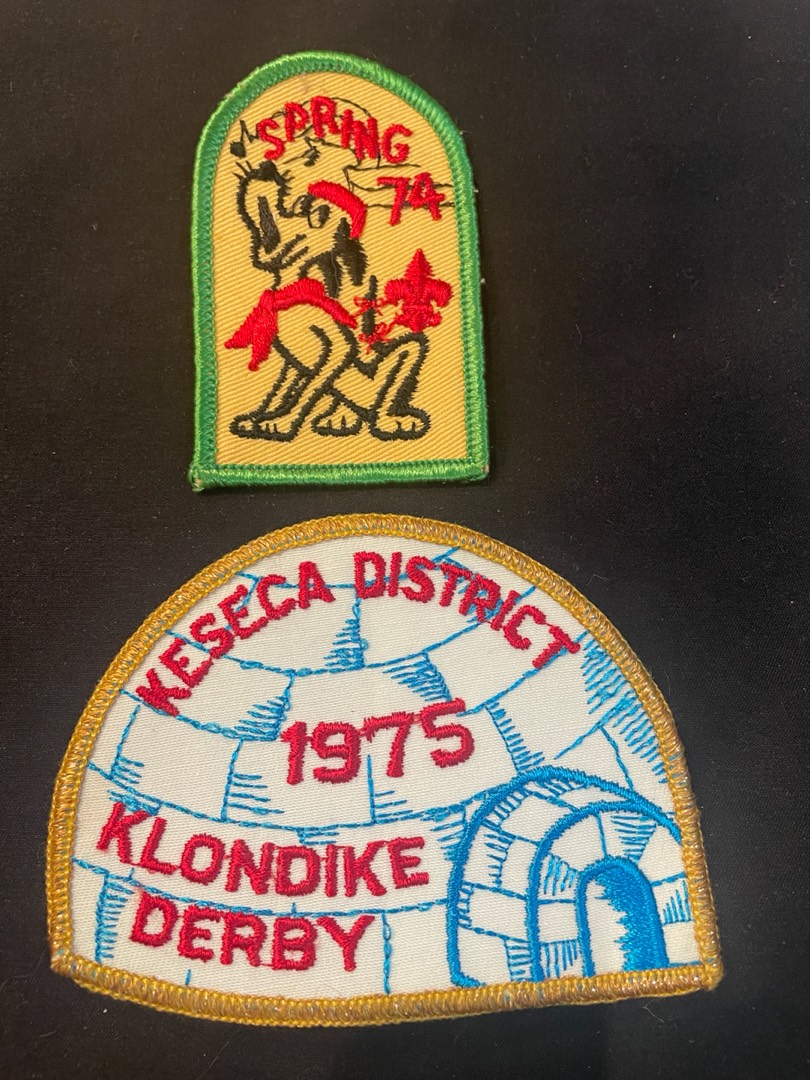 SPRING
74
KESECA DISTRICT
1975
KLONDIKE
DERBY